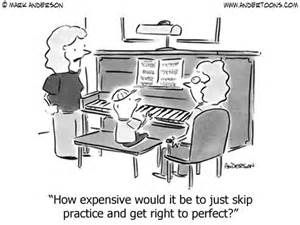 © MARK ANDERSON
WWW.ANDERTOONS.COM
ANDERSON
"How expensive would it be to just skip
practice and get right to perfect?"